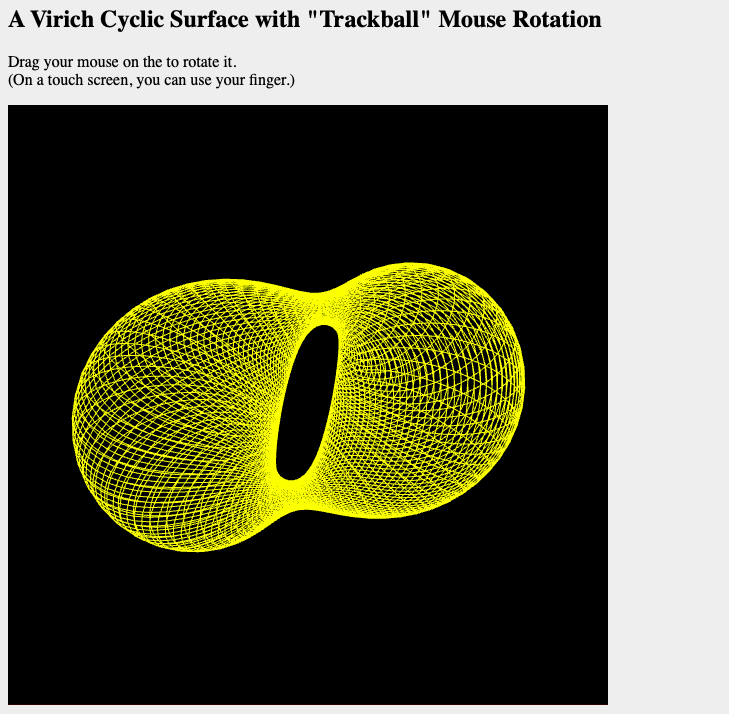 A Virich Cyclic Surface with "Trackball" Mouse Rotation
Drag your mouse on the to rotate it.
(On a touch screen, you can use your finger.)